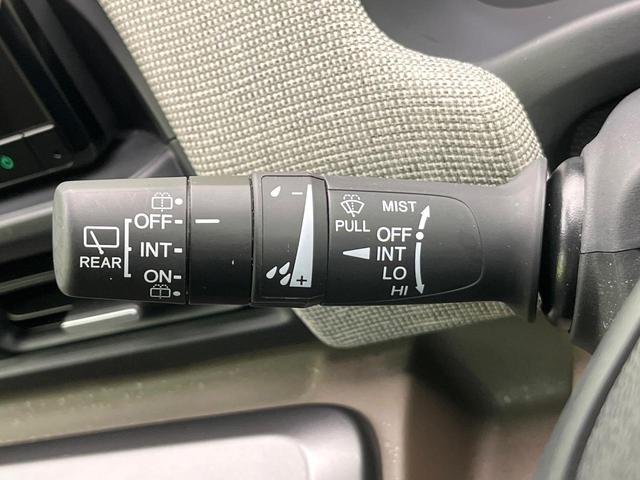 REAR
OFF
INT
ON
-
+
PULL
MIST
OFF
INT
LO
HI